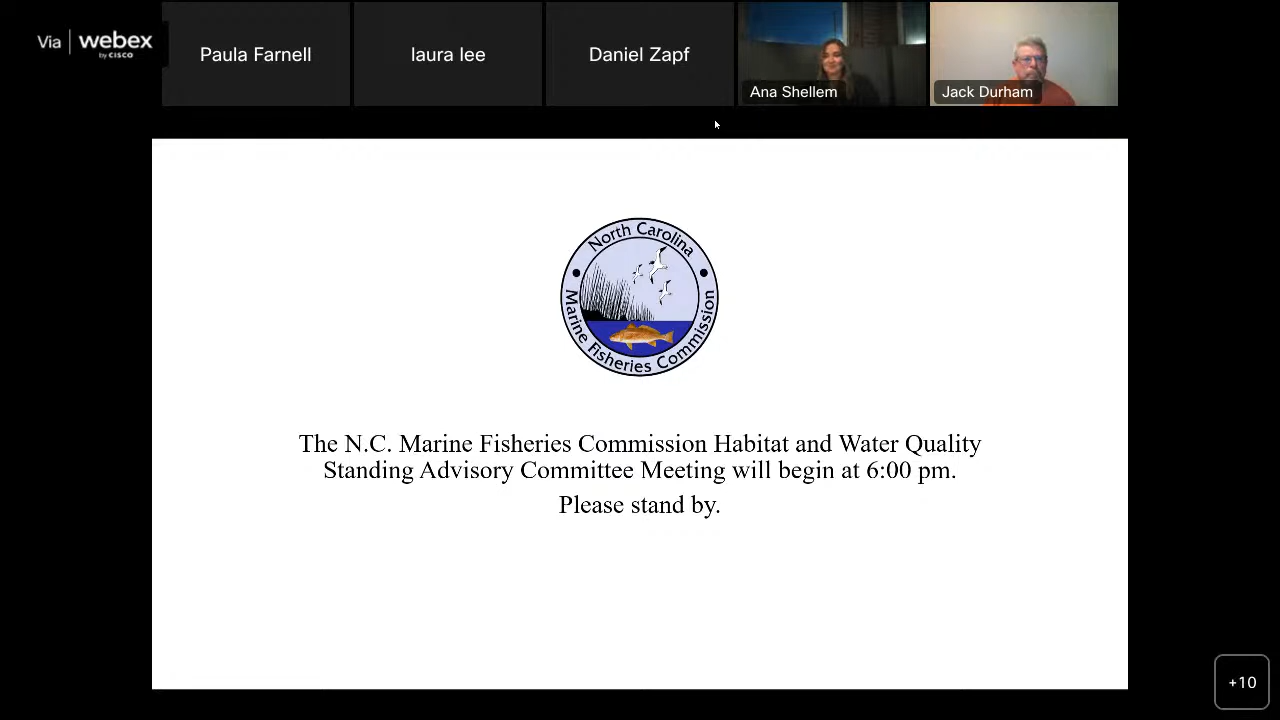 Via webex
by CISCO
Paula Farnell
laura lee
Daniel Zapf
Ana Shellem
Jack Durham
North Carolina
Marine Fisheries Commission
The N.C. Marine Fisheries Commission Habitat and Water Quality
Standing Advisory Committee Meeting will begin at 6:00 pm.
Please stand by.
+10